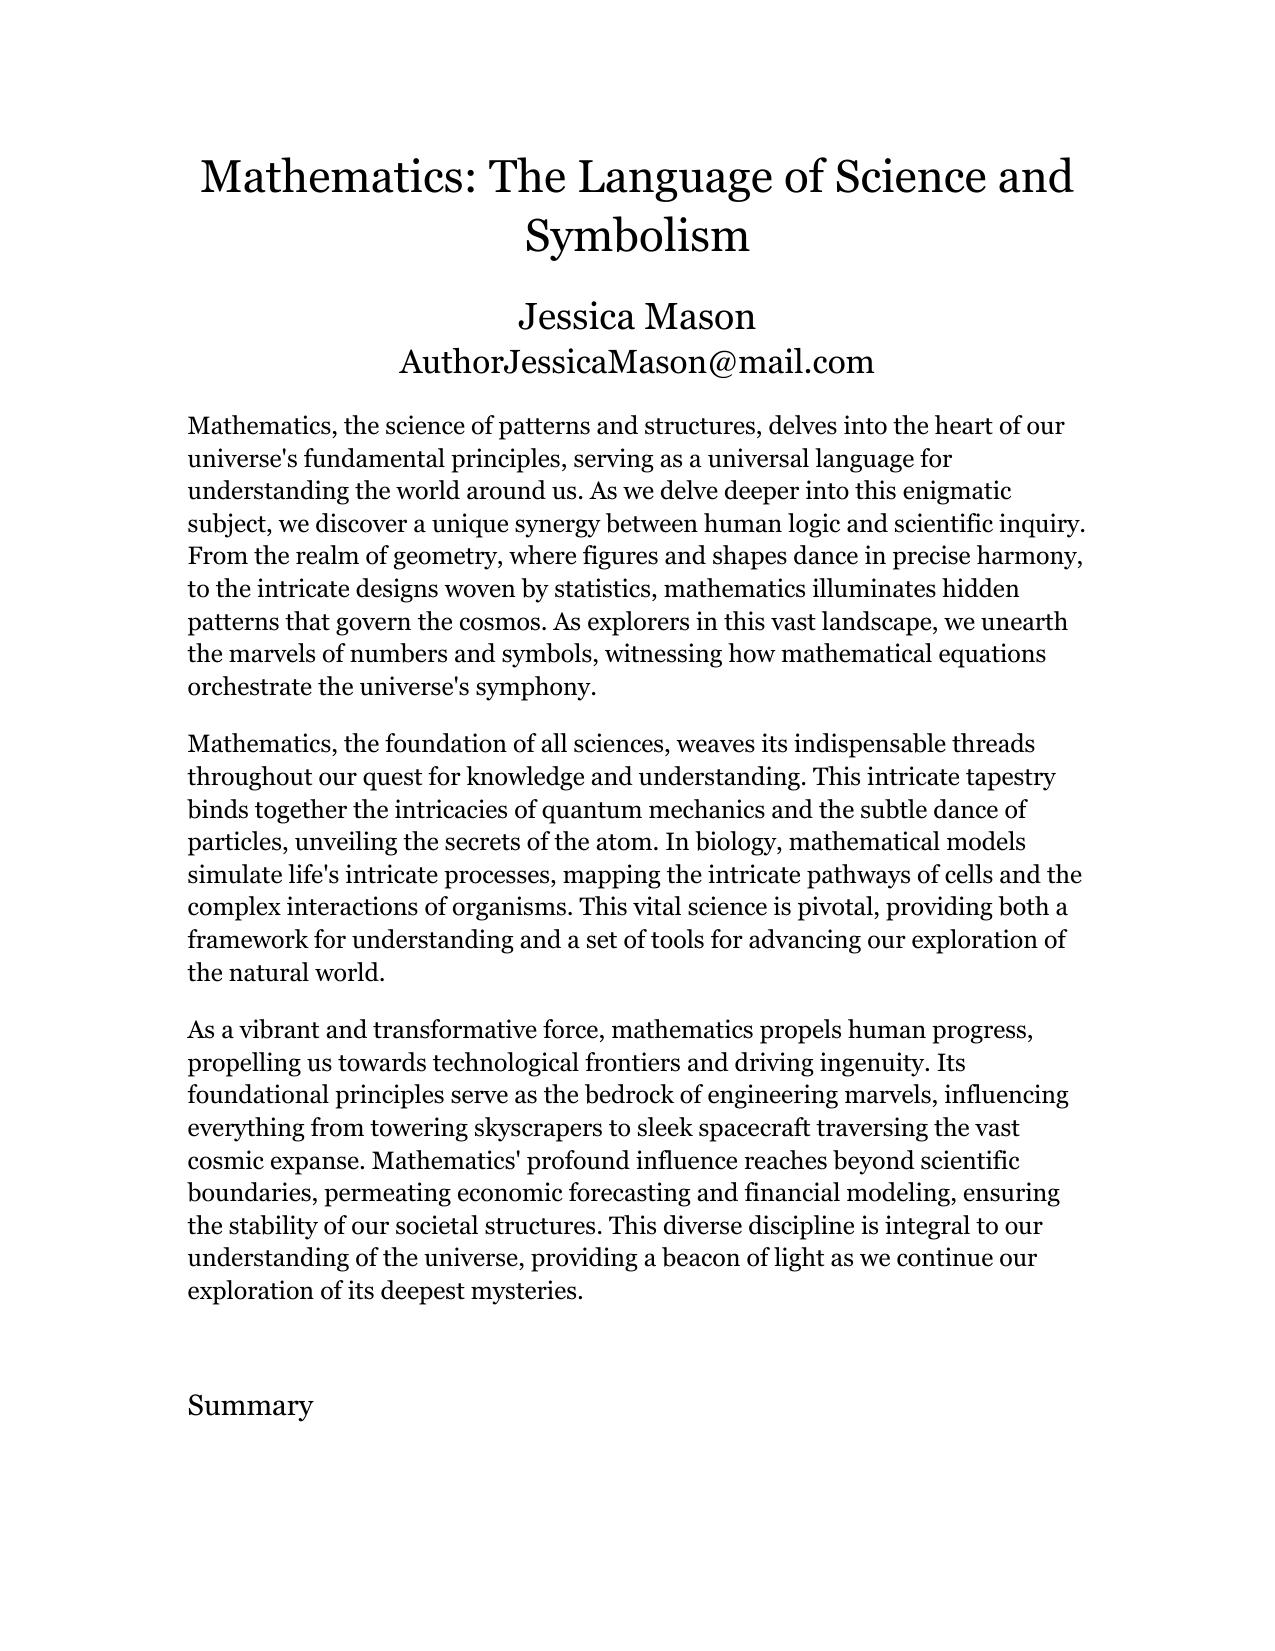 Mathematics: The Language of Science and
Symbolism
Jessica Mason
AuthorJessicaMason@mail.com
Mathematics, the science of patterns and structures, delves into the heart of our
universe's fundamental principles, serving as a universal language for
understanding the world around us. As we delve deeper into this enigmatic
subject, we discover a unique synergy between human logic and scientific inquiry.
From the realm of geometry, where figures and shapes dance in precise harmony,
to the intricate designs woven by statistics, mathematics illuminates hidden
patterns that govern the cosmos. As explorers in this vast landscape, we unearth
the marvels of numbers and symbols, witnessing how mathematical equations
orchestrate the universe's symphony.
Mathematics, the foundation of all sciences, weaves its indispensable threads
throughout our quest for knowledge and understanding. This intricate tapestry
binds together the intricacies of quantum mechanics and the subtle dance of
particles, unveiling the secrets of the atom. In biology, mathematical models
simulate life's intricate processes, mapping the intricate pathways of cells and the
complex interactions of organisms. This vital science is pivotal, providing both a
framework for understanding and a set of tools for advancing our exploration of
the natural world.
As a vibrant and transformative force, mathematics propels human progress,
propelling us towards technological frontiers and driving ingenuity. Its
foundational principles serve as the bedrock of engineering marvels, influencing
everything from towering skyscrapers to sleek spacecraft traversing the vast
cosmic expanse. Mathematics' profound influence reaches beyond scientific
boundaries, permeating economic forecasting and financial modeling, ensuring
the stability of our societal structures. This diverse discipline is integral to our
understanding of the universe, providing a beacon of light as we continue our
exploration of its deepest mysteries.
Summary